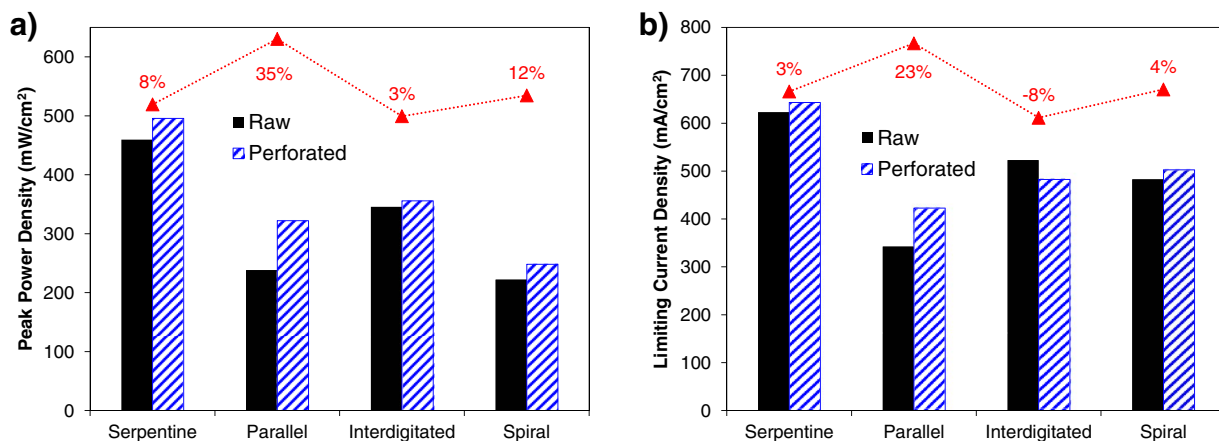 a)
Peak Power Density (mW/cm²)
600
500
400
300
200
100
0
8%
35%
3%
12%
Raw
Perforated
Serpentine Parallel Interdigitated Spiral
b)
Limiting Current Density (mA/cm²)
800
700
600
500
400
300
200
100
0
3%
23%
-8%
4%
Raw
Perforated
Serpentine Parallel Interdigitated Spiral